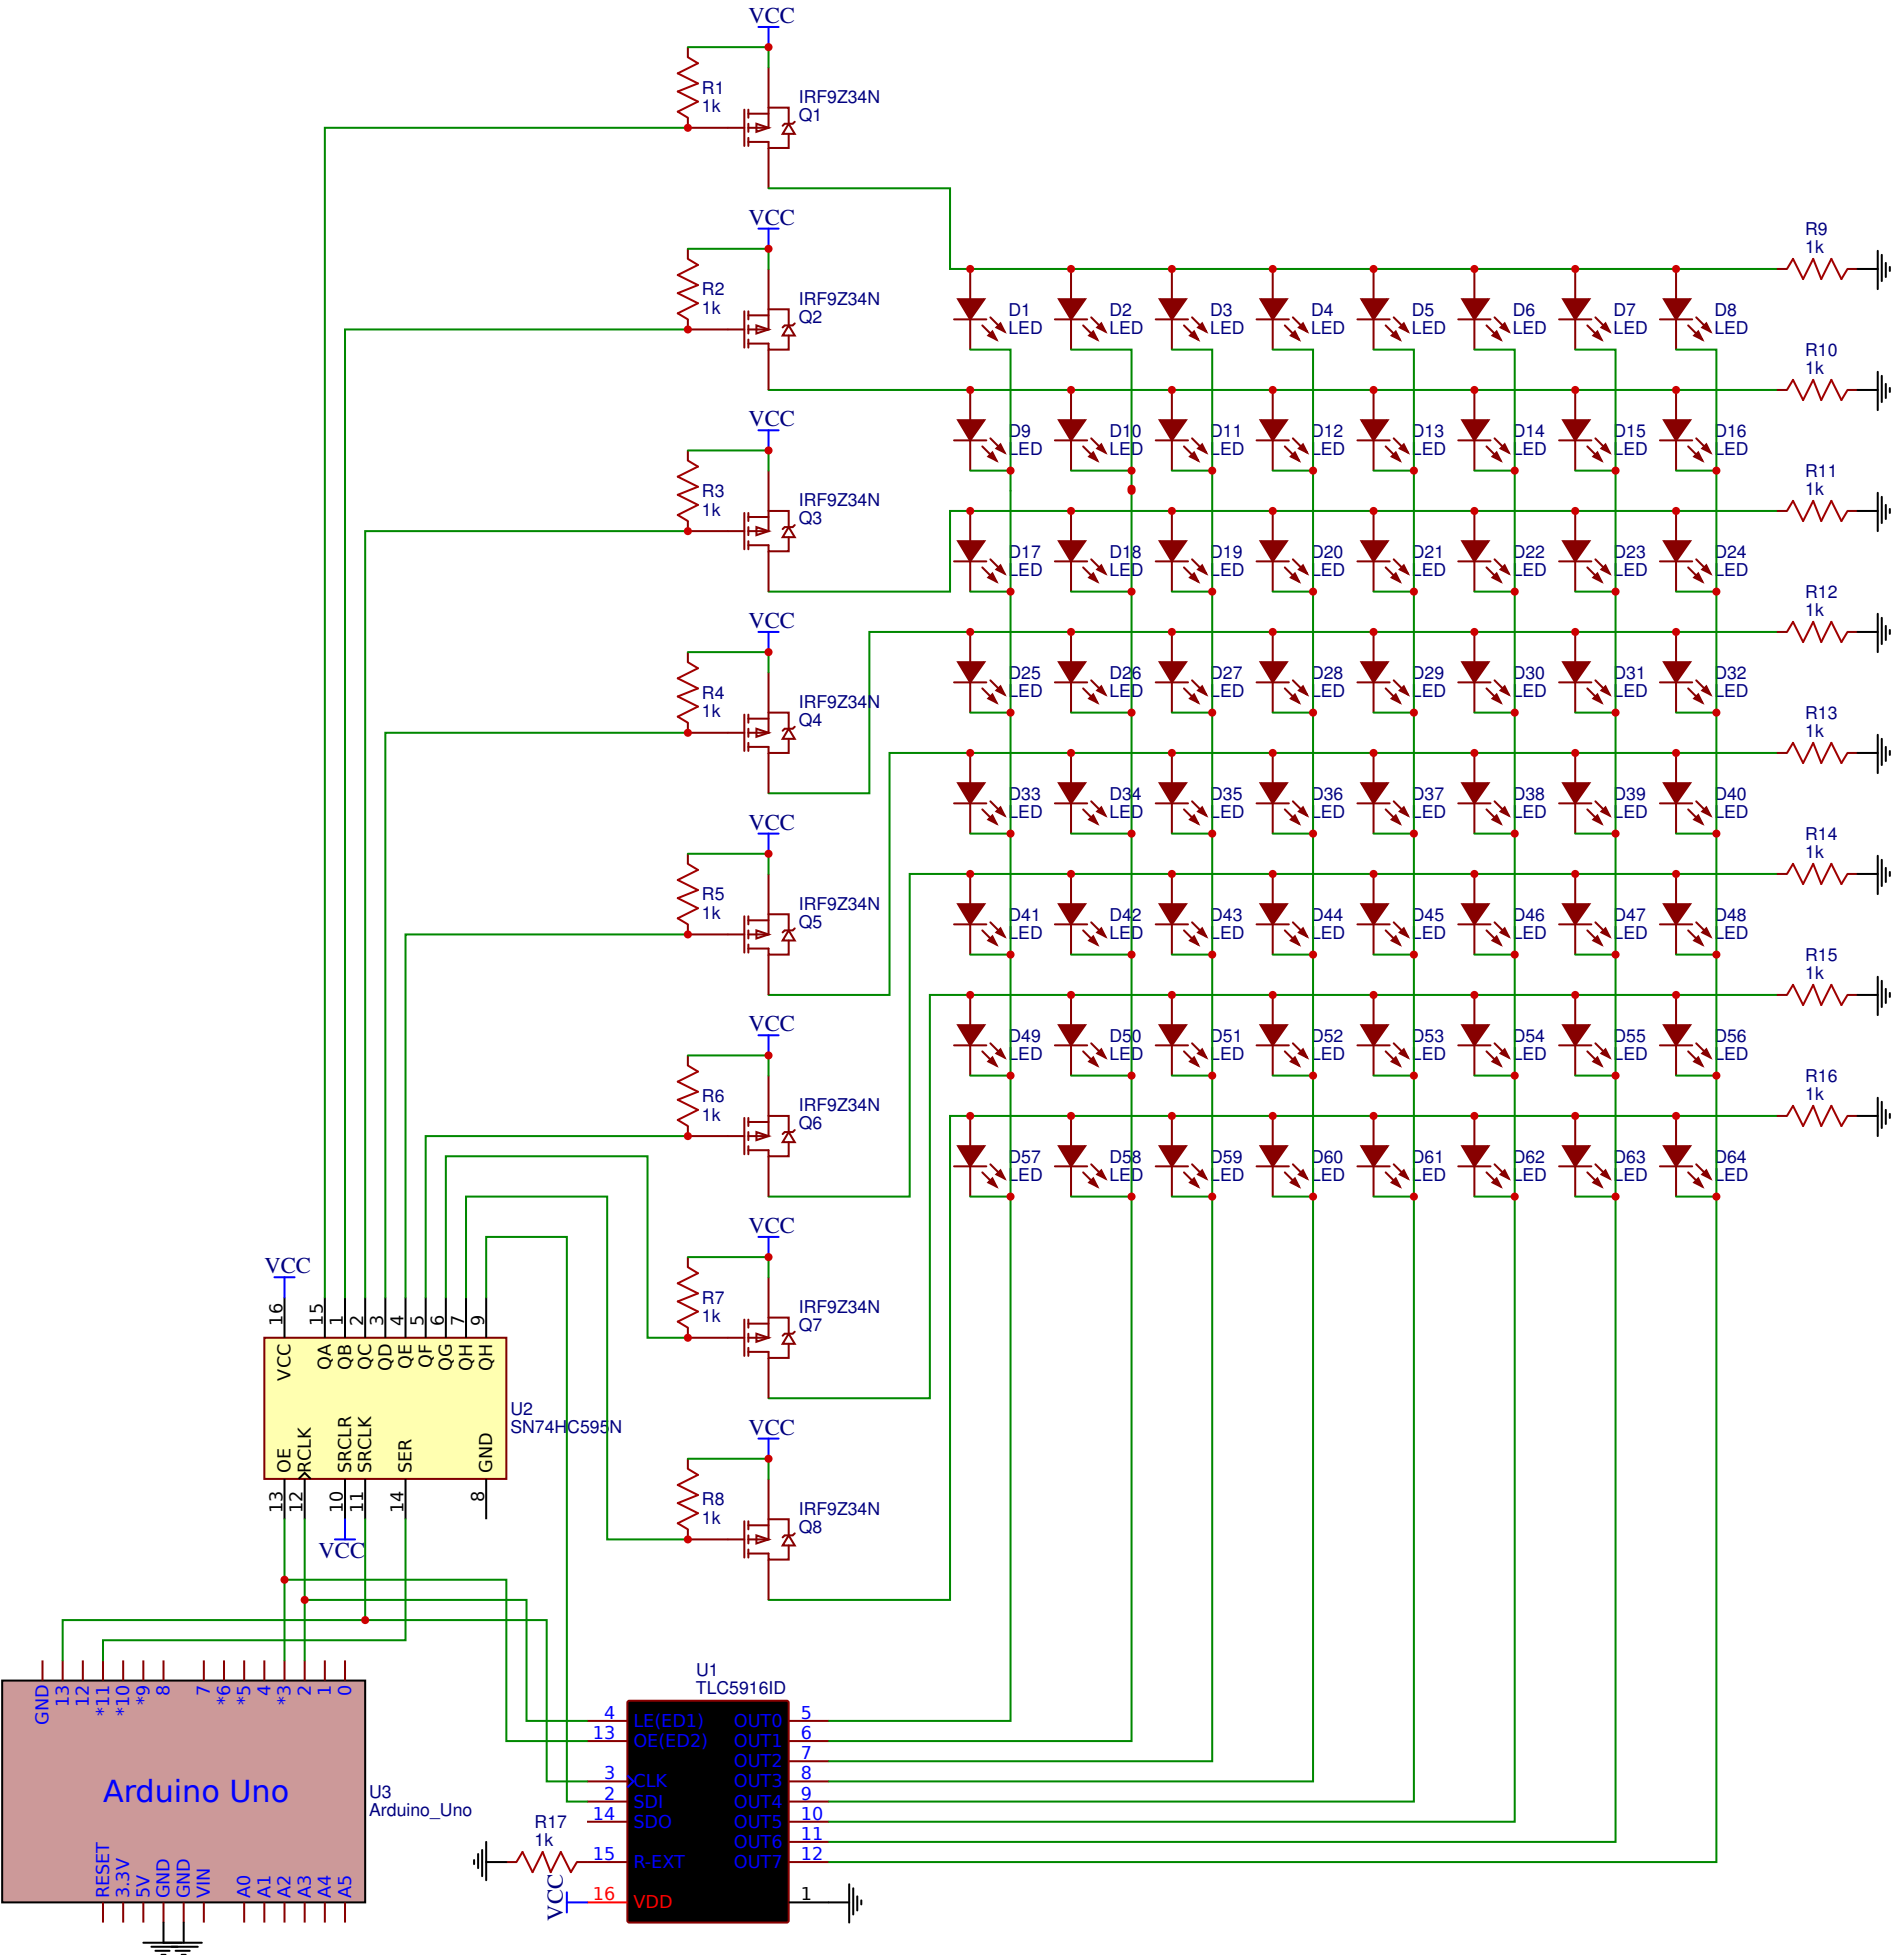 VCC
R1
1k
IRF9Z34N
Q1
VCC
R2
1k
IRF9Z34N
Q2
VCC
R3
1k
IRF9Z34N
Q3
VCC
R4
1k
IRF9Z34N
Q4
VCC
R5
1k
IRF9Z34N
Q5
VCC
R6
1k
IRF9Z34N
Q6
VCC
R7
1k
IRF9Z34N
Q7
VCC
R8
1k
IRF9Z34N
Q8
R9
1k
D1 D2 D3 D4 D5 D6 D7 D8
LED LED LED LED LED LED LED LED
R10
1k
D9 D10 D11 D12 D13 D14 D15 D16
LED LED LED LED LED LED LED LED
R11
1k
D17 D18 D19 D20 D21 D22 D23 D24
LED LED LED LED LED LED LED LED
R12
1k
D25 D26 D27 D28 D29 D30 D31 D32
LED LED LED LED LED LED LED LED
R13
1k
D33 D34 D35 D36 D37 D38 D39 D40
LED LED LED LED LED LED LED LED
R14
1k
D41 D42 D43 D44 D45 D46 D47 D48
LED LED LED LED LED LED LED LED
R15
1k
D49 D50 D51 D52 D53 D54 D55 D56
LED LED LED LED LED LED LED LED
R16
1k
D57 D58 D59 D60 D61 D62 D63 D64
LED LED LED LED LED LED LED LED
VCC
16 15 1 2 3 4 5 6 7 9
VCC QA QB QC QD QE QF QG QH QH
U2
SN74HC595N
OE RCLK SRCLR SRCLK SER GND
13 12 10 11 14 8
VCC
GND 13 12 *11 *10 *9 8 7 *6 *5 4 *3 2 1 0
Arduino Uno
U3
Arduino_Uno
RESET 3.3V 5V GND GND VIN A0 A1 A2 A3 A4 A5
U1
TLC5916ID
4 LE(ED1) OUT0 5
13 OE(ED2) OUT1 6
OUT2 7
3 CLK OUT3 8
2 SDI OUT4 9
14 SDO OUT5 10
OUT6 11
15 R-EXT OUT7 12
16 VDD 1
R17
1k
VCC